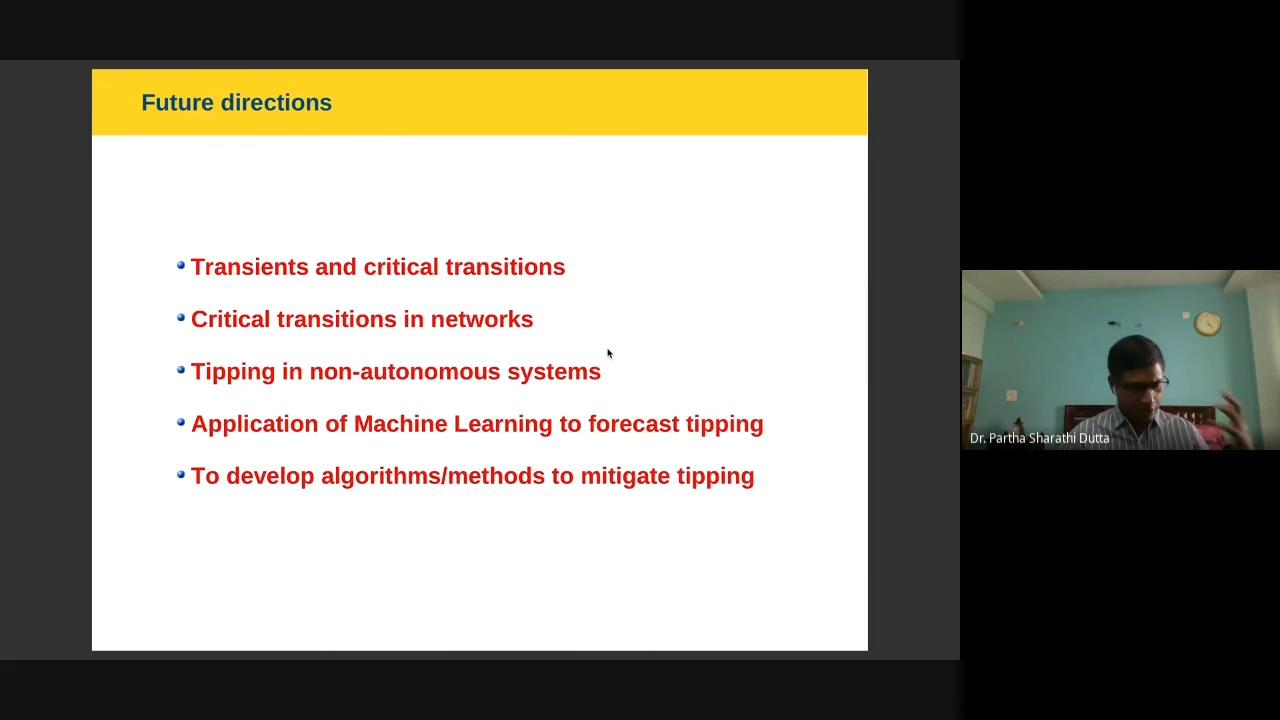 Future directions
Transients and critical transitions
Critical transitions in networks
Tipping in non-autonomous systems
Application of Machine Learning to forecast tipping
To develop algorithms/methods to mitigate tipping
Dr. Partha Sharathi Dutta